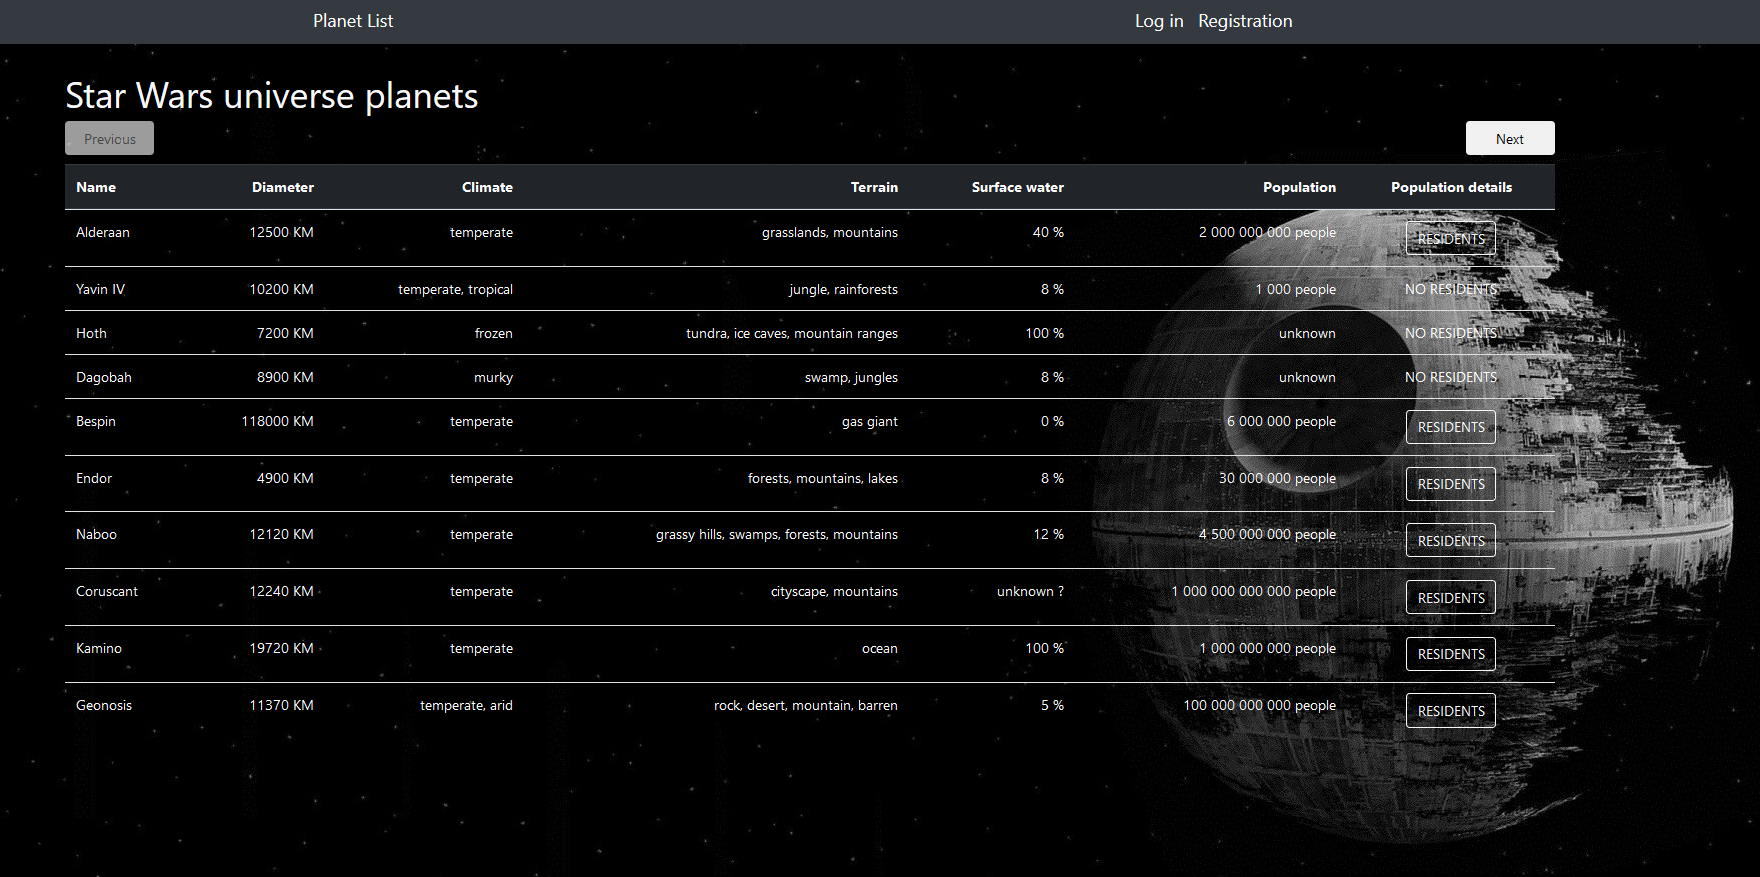 Planet List Log in Registration
Star Wars universe planets
Previous Next
Name Diameter Climate Terrain Surface water Population Population details
Alderaan 12500 KM temperate grasslands, mountains 40 % 2 000 000 000 people RESIDENTS
Yavin IV 10200 KM temperate, tropical jungle, rainforests 8 % 1 000 people NO RESIDENTS
Hoth 7200 KM frozen tundra, ice caves, mountain ranges 100 % unknown NO RESIDENTS
Dagobah 8900 KM murky swamp, jungles 8 % unknown NO RESIDENTS
Bespin 118000 KM temperate gas giant 0 % 6 000 000 people RESIDENTS
Endor 4900 KM temperate forests, mountains, lakes 8 % 30 000 000 people RESIDENTS
Naboo 12120 KM temperate grassy hills, swamps, forests, mountains 12 % 4 500 000 000 people RESIDENTS
Coruscant 12240 KM temperate cityscape, mountains unknown ? 1 000 000 000 000 people RESIDENTS
Kamino 19720 KM temperate ocean 100 % 1 000 000 000 people RESIDENTS
Geonosis 11370 KM temperate, arid rock, desert, mountain, barren 5 % 100 000 000 000 people RESIDENTS